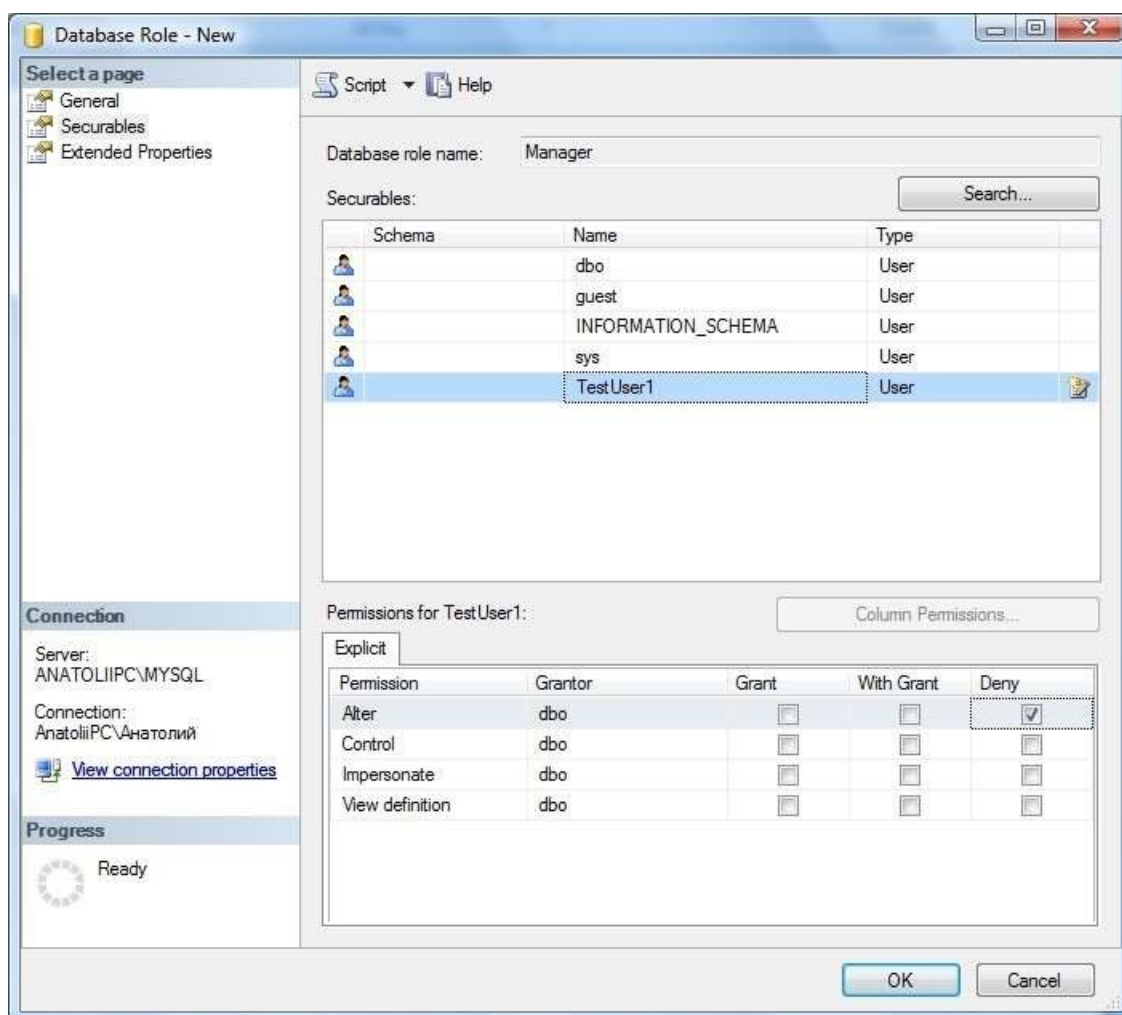 Database Role - New
Select a page
General
Securables
Extended Properties
Script Help
Database role name: Manager
Securables: Search...
Schema Name Type
dbo User
guest User
INFORMATION_SCHEMA User
sys User
TestUser1 User
Connection
Server:
ANATOLIIPC\MYSQL
Connection:
AnatoliiPC\Анатолий
View connection properties
Progress
Ready
Permissions for TestUser1: Column Permissions...
Explicit
Permission Grantor Grant With Grant Deny
Alter dbo
Control dbo
Impersonate dbo
View definition dbo
OK Cancel